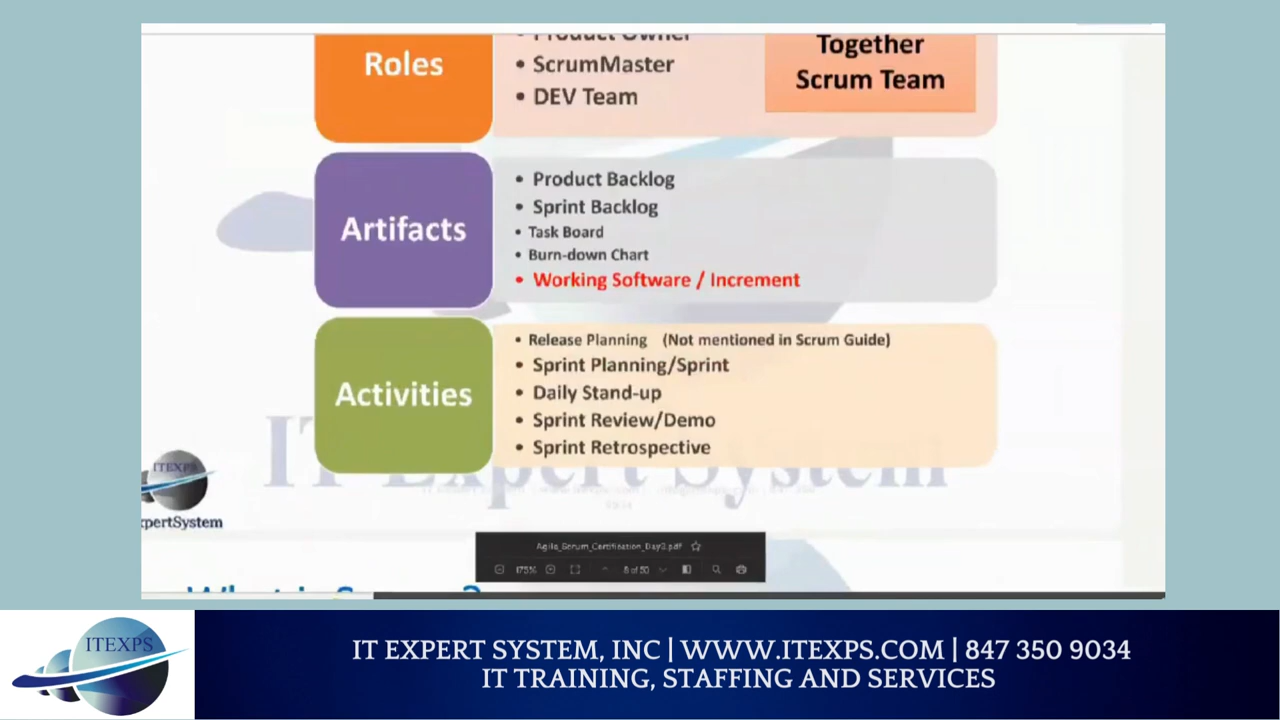 Roles
• Product Owner
• ScrumMaster
• DEV Team
Together
Scrum Team
Artifacts
• Product Backlog
• Sprint Backlog
• Task Board
• Burn-down Chart
• Working Software / Increment
Activities
• Release Planning (Not mentioned in Scrum Guide)
• Sprint Planning/Sprint
• Daily Stand-up
• Sprint Review/Demo
• Sprint Retrospective
IT Expert System
ITEXPS
pertSystem
Agile_Scrum_Certification_Day2.pdf
175%
8 of 50
ITEXPS
IT EXPERT SYSTEM, INC | WWW.ITEXPS.COM | 847 350 9034
IT TRAINING, STAFFING AND SERVICES